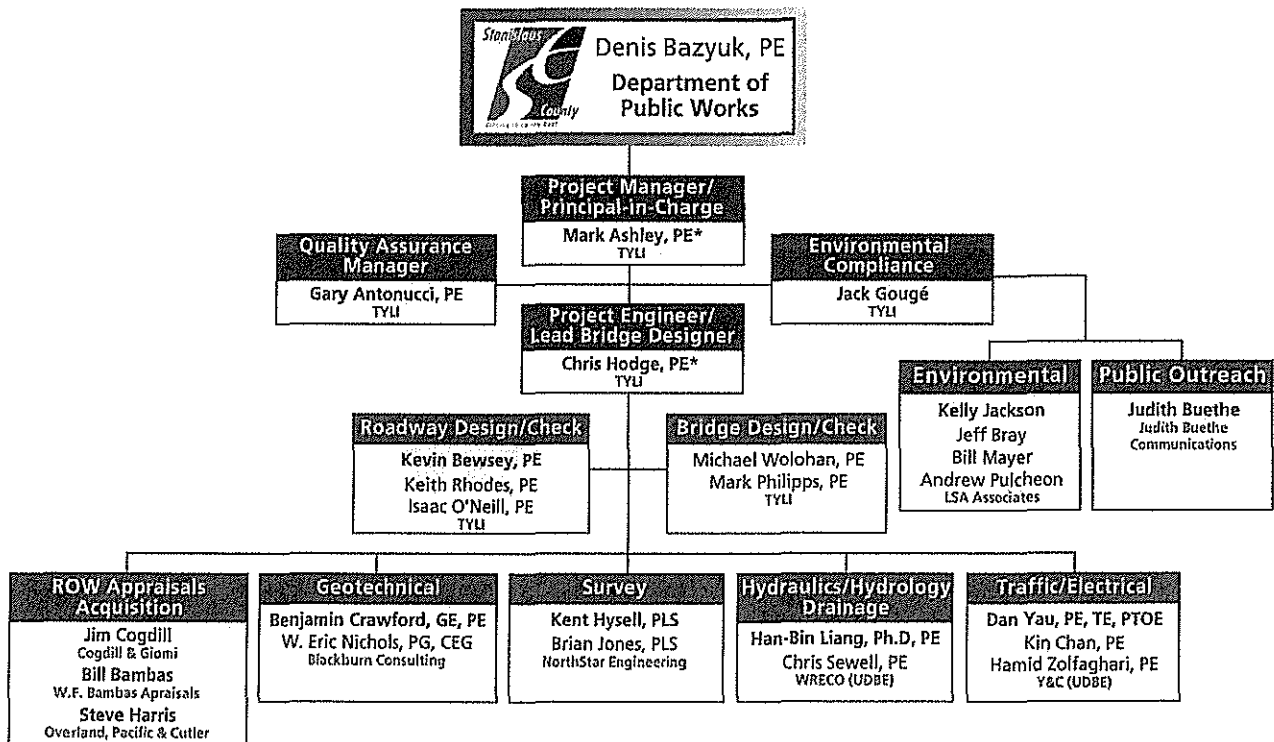 Stanislaus
County
Denis Bazyuk, PE
Department of
Public Works
Project Manager/
Principal-in-Charge
Mark Ashley, PE*
TYLI
Quality Assurance
Manager
Gary Antonucci, PE
TYLI
Environmental
Compliance
Jack Gougé
TYLI
Project Engineer/
Lead Bridge Designer
Chris Hodge, PE*
TYLI
Environmental
Kelly Jackson
Jeff Bray
Bill Mayer
Andrew Pulcheon
LSA Associates
Public Outreach
Judith Buethe
Judith Buethe
Communications
Roadway Design/Check
Kevin Bewsey, PE
Keith Rhodes, PE
Isaac O'Neill, PE
TYLI
Bridge Design/Check
Michael Wolohan, PE
Mark Philipps, PE
TYLI
ROW Appraisals
Acquisition
Jim Cogdill
Cogdill & Giomi
Bill Bambas
W.F. Bambas Apraisals
Steve Harris
Overland, Pacific & Cutler
Geotechnical
Benjamin Crawford, GE, PE
W. Eric Nichols, PG, CEG
Blackburn Consulting
Survey
Kent Hysell, PLS
Brian Jones, PLS
NorthStar Engineering
Hydraulics/Hydrology
Drainage
Han-Bin Liang, Ph.D, PE
Chris Sewell, PE
WRECO (UDBE)
Traffic/Electrical
Dan Yau, PE, TE, PTOE
Kin Chan, PE
Hamid Zolfaghari, PE
Y&C (UDBE)